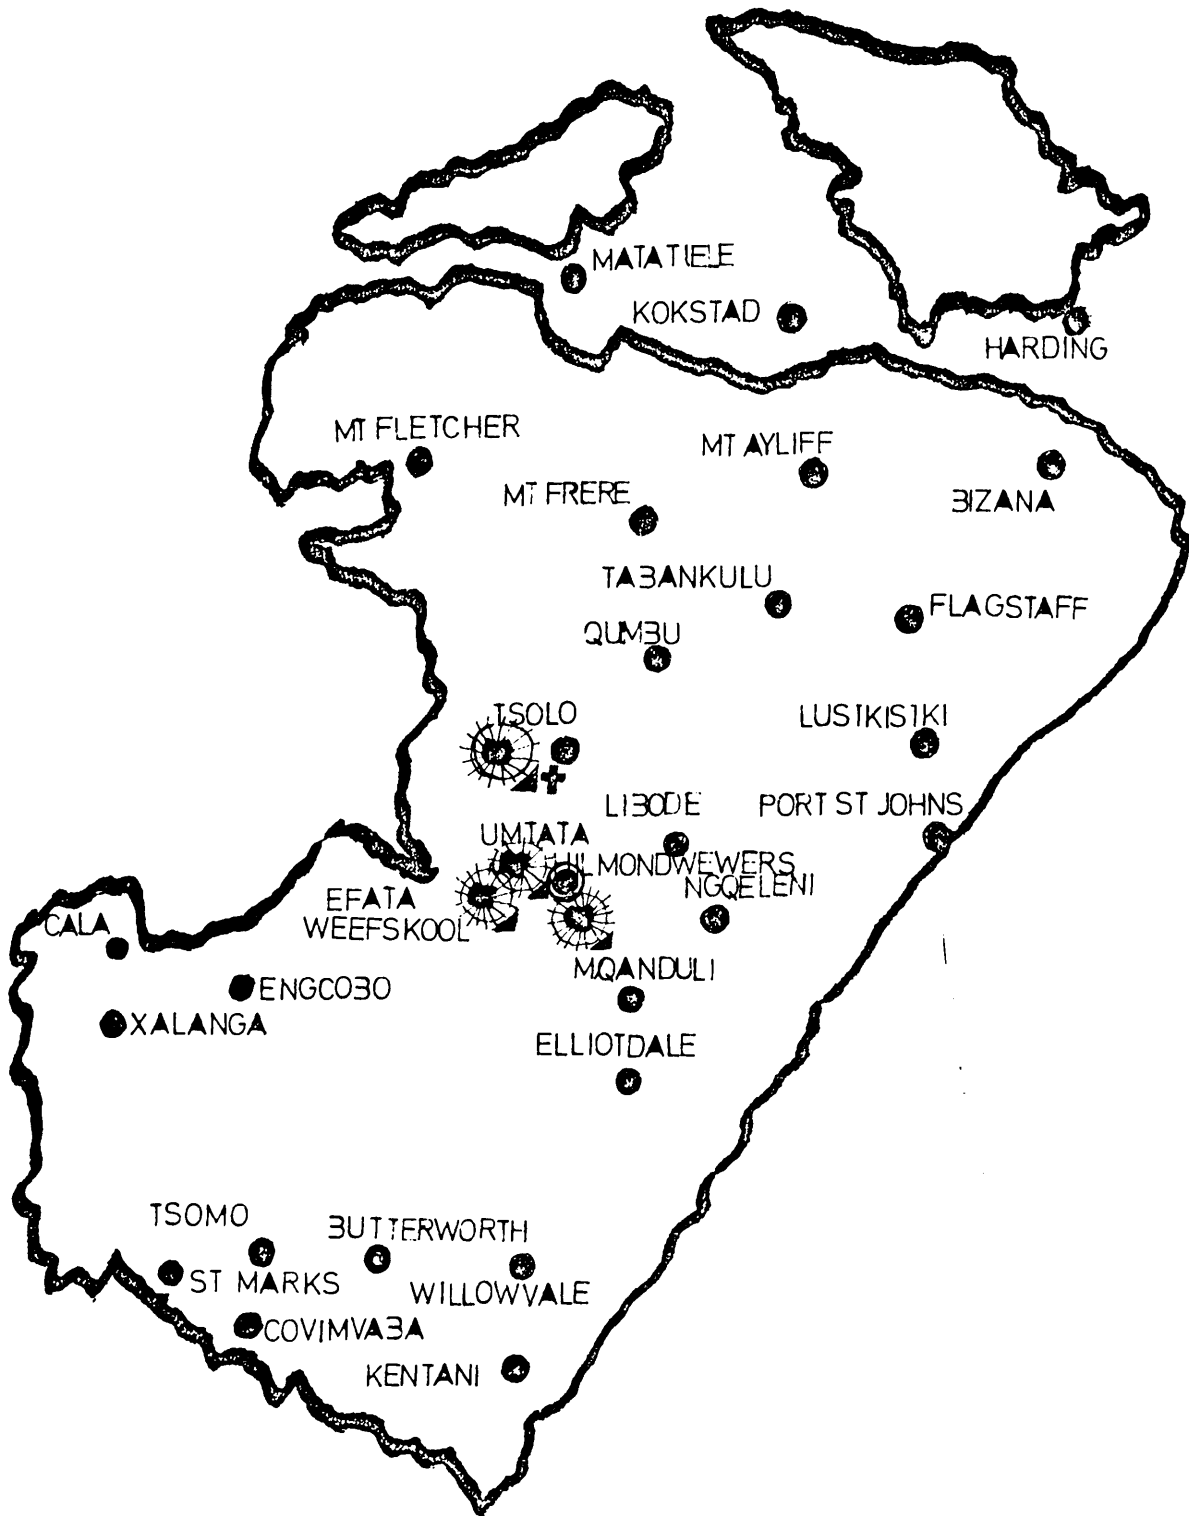 MATATIELE
KOKSTAD
HARDING
MT FLETCHER
MT AYLIFF
MT FRERE
BIZANA
TABANKULU
FLAGSTAFF
QUMBU
TSOLO
LUSIKISIKI
LIBODE
PORT ST JOHNS
UMTATA
HILMONDWEWERS
NGQELENI
EFATA
WEEFSKOOL
CALA
MQANDULI
ENGCOBO
XALANGA
ELLIOTDALE
TSOMO
BUTTERWORTH
ST MARKS
WILLOWVALE
COVIMVABA
KENTANI